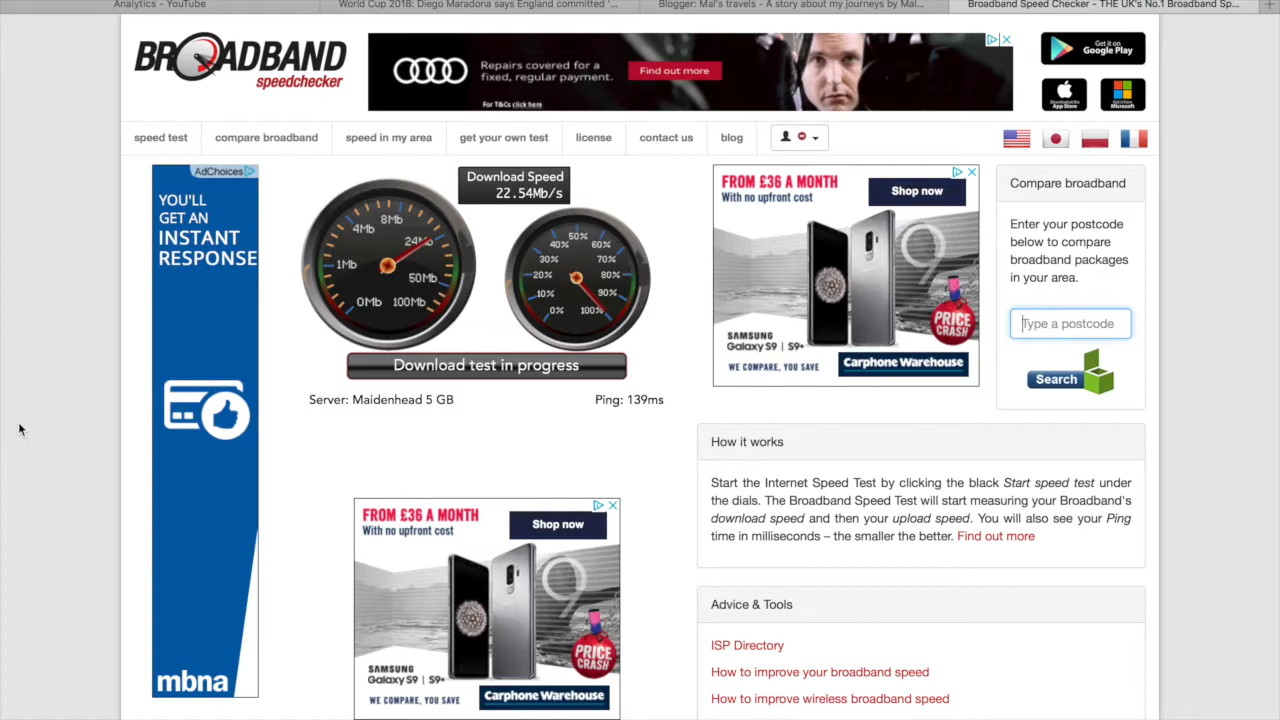 Analytics - YouTube
World Cup 2018: Diego Maradona says England committed '...
Blogger: Mal's travels - A story about my journeys by Mal...
Broadband Speed Checker - THE UK's No.1 Broadband Sp...
BROADBAND
speedchecker
Audi
Repairs covered for a
fixed, regular payment.
For T&Cs click here
Find out more
Get it on
Google Play
Download on the
App Store
Get it from
Microsoft
speed test
compare broadband
speed in my area
get your own test
license
contact us
blog
AdChoices
YOU'LL
GET AN
INSTANT
RESPONSE
mbna
Download Speed
22.54Mb/s
0Mb
1Mb
4Mb
8Mb
24Mb
50Mb
100Mb
0%
10%
20%
30%
40%
50%
60%
70%
80%
90%
100%
Download test in progress
Server: Maidenhead 5 GB
Ping: 139ms
FROM £36 A MONTH
With no upfront cost
Shop now
9
PRICE
CRASH
SAMSUNG
Galaxy S9 | S9+
WE COMPARE, YOU SAVE
Carphone Warehouse
Compare broadband
Enter your postcode
below to compare
broadband packages
in your area.
Type a postcode
Search
FROM £36 A MONTH
With no upfront cost
Shop now
9
PRICE
CRASH
SAMSUNG
Galaxy S9 | S9+
WE COMPARE, YOU SAVE
Carphone Warehouse
How it works
Start the Internet Speed Test by clicking the black Start speed test under
the dials. The Broadband Speed Test will start measuring your Broadband's
download speed and then your upload speed. You will also see your Ping
time in milliseconds – the smaller the better. Find out more
Advice & Tools
ISP Directory
How to improve your broadband speed
How to improve wireless broadband speed